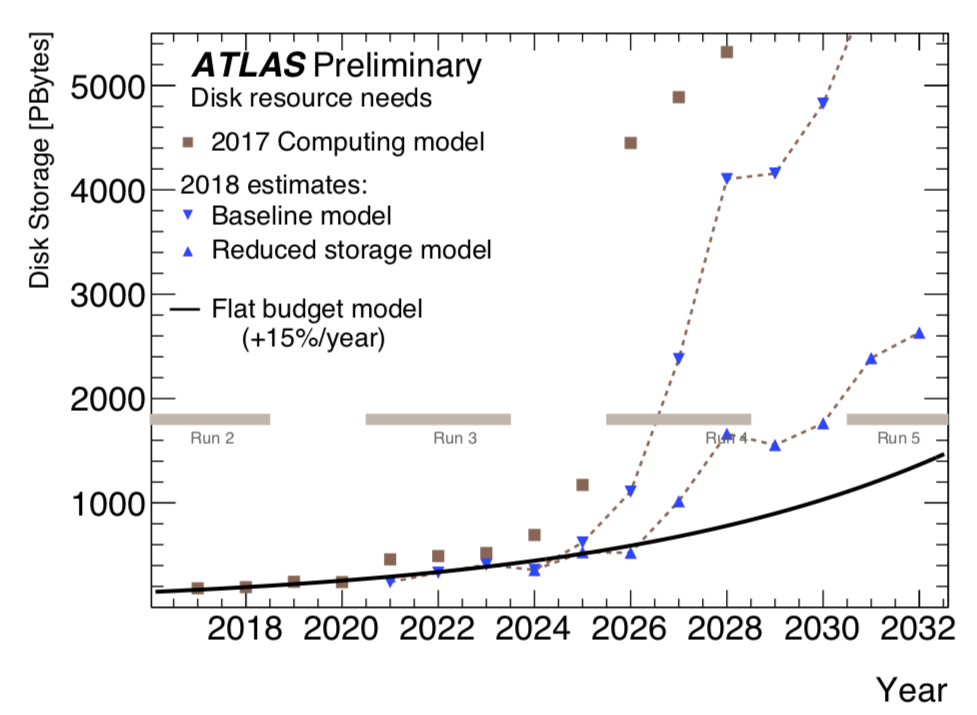 ATLAS Preliminary
Disk resource needs
2017 Computing model
2018 estimates:
Baseline model
Reduced storage model
Flat budget model
(+15%/year)
Disk Storage [PBytes]
5000
4000
3000
2000
1000
Run 2
Run 3
Run 4
Run 5
2018 2020 2022 2024 2026 2028 2030 2032
Year